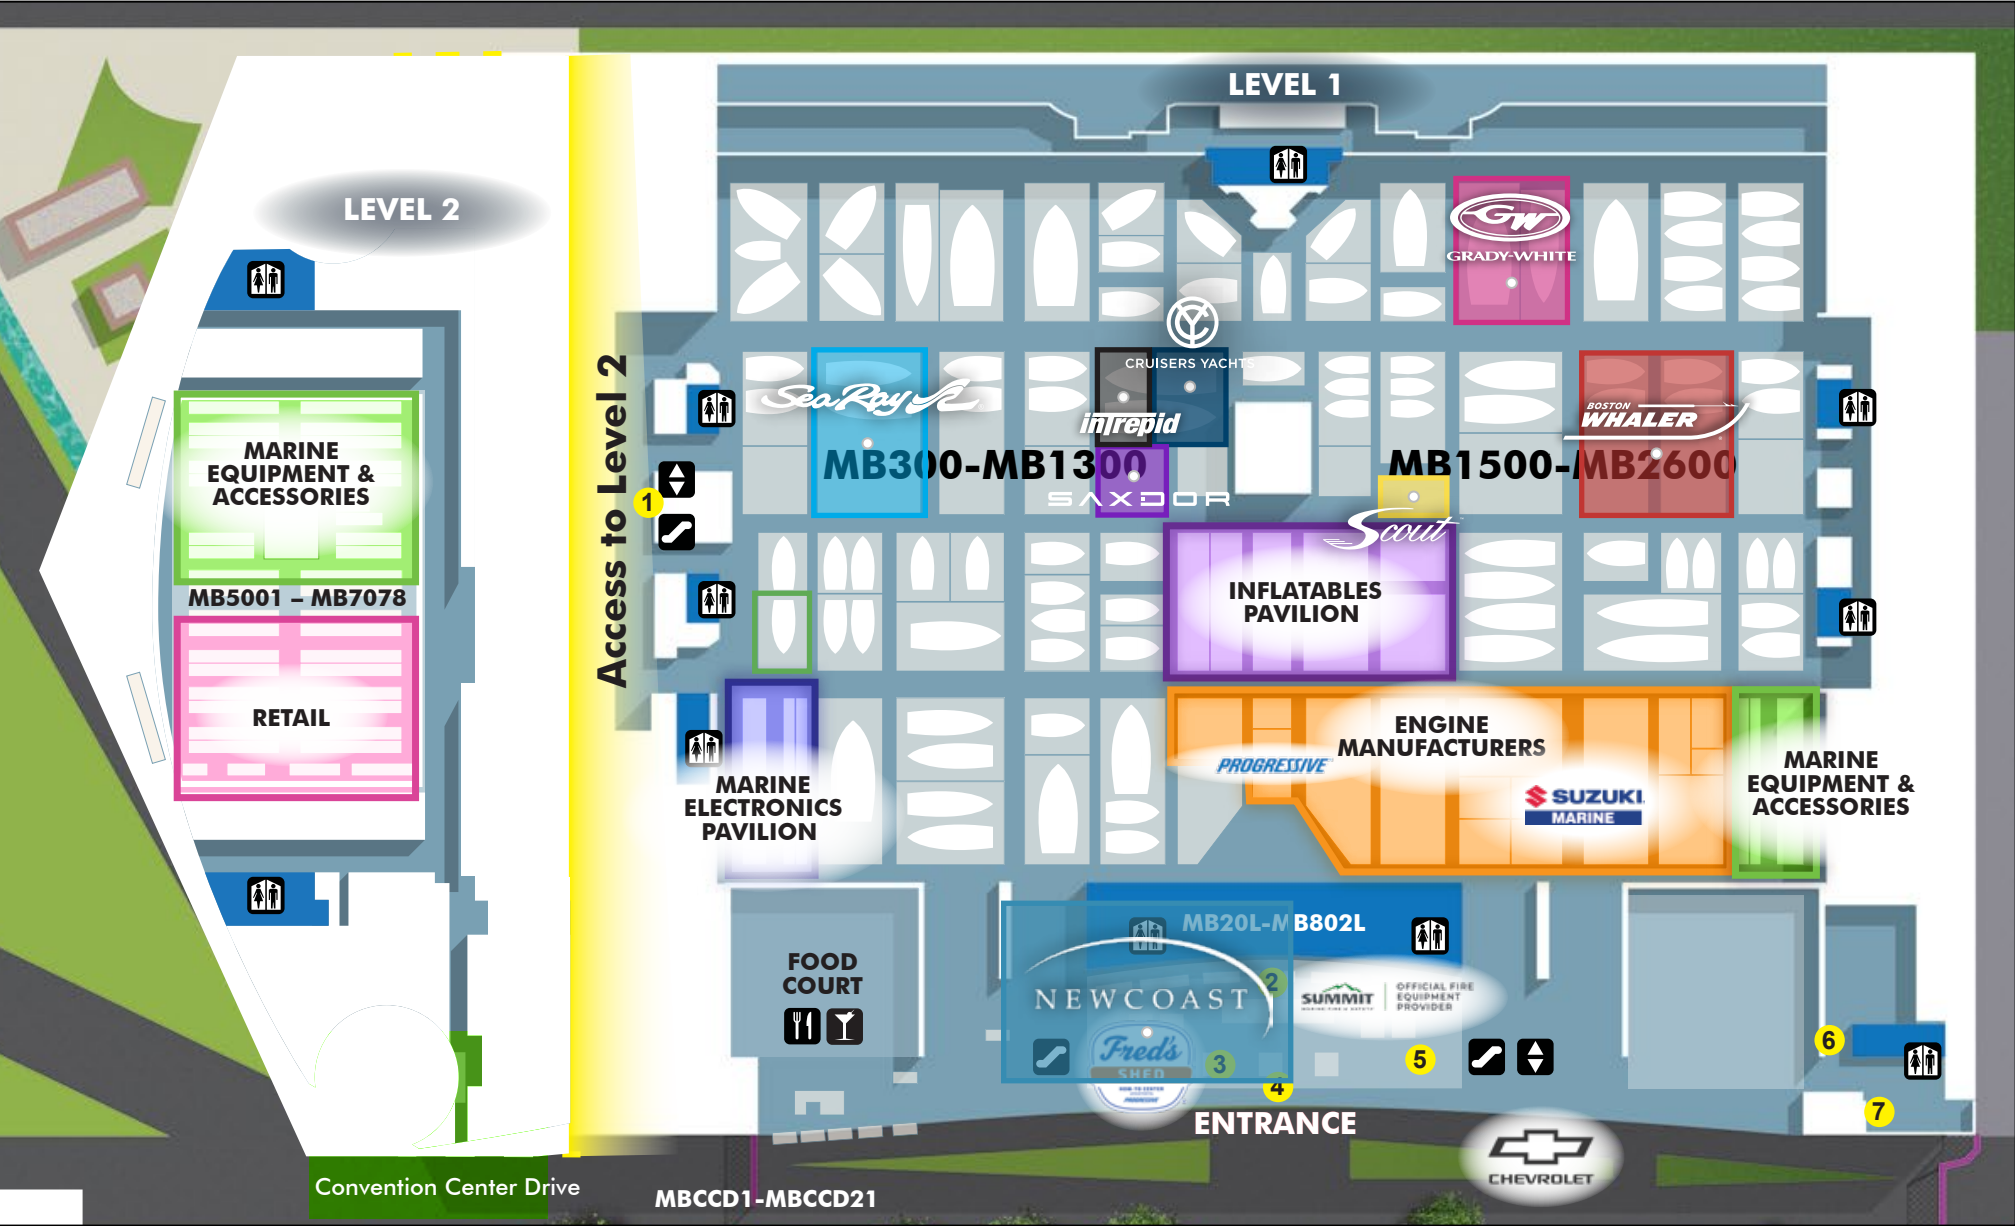 LEVEL 1
LEVEL 2
GW
GRADY-WHITE
CRUISERS YACHTS
Sea Ray
intrepid
BOSTON
WHALER
MB300-MB1300
MB1500-MB2600
SAXDOR
Scout
Access to Level 2
1
MARINE
EQUIPMENT &
ACCESSORIES
MB5001 – MB7078
RETAIL
INFLATABLES
PAVILION
ENGINE
MANUFACTURERS
PROGRESSIVE
SUZUKI
MARINE
MARINE
EQUIPMENT &
ACCESSORIES
MARINE
ELECTRONICS
PAVILION
MB20L-MB802L
FOOD
COURT
NEWCOAST
2
SUMMIT
OFFICIAL FIRE
EQUIPMENT
PROVIDER
Fred's
SHED
PROGRESSIVE
3
4
5
6
7
ENTRANCE
CHEVROLET
Convention Center Drive
MBCCD1-MBCCD21